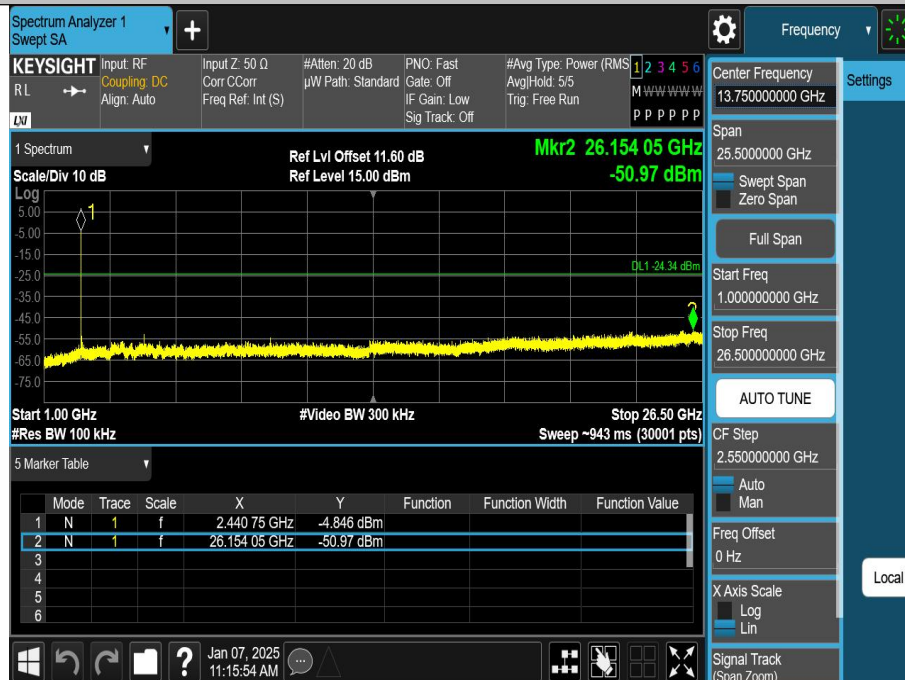 Spectrum Analyzer 1
Swept SA
+
Frequency
KEYSIGHT
RL
LXI
Input: RF
Coupling: DC
Align: Auto
Input Z: 50 Ω
Corr CCorr
Freq Ref: Int (S)
#Atten: 20 dB
µW Path: Standard
PNO: Fast
Gate: Off
IF Gain: Low
Sig Track: Off
#Avg Type: Power (RMS
Avg|Hold: 5/5
Trig: Free Run
1 2 3 4 5 6
M W W W W W
P P P P P P
1 Spectrum
Scale/Div 10 dB
Ref Lvl Offset 11.60 dB
Ref Level 15.00 dBm
Mkr2 26.154 05 GHz
-50.97 dBm
Log
5.00
-5.00
-15.0
-25.0
-35.0
-45.0
-55.0
-65.0
-75.0
1
DL1 -24.34 dBm
2
Start 1.00 GHz
#Video BW 300 kHz
Stop 26.50 GHz
#Res BW 100 kHz
Sweep ~943 ms (30001 pts)
5 Marker Table
Mode Trace Scale X Y Function Function Width Function Value
1 N 1 f 2.440 75 GHz -4.846 dBm
2 N 1 f 26.154 05 GHz -50.97 dBm
3
4
5
6
Center Frequency
13.750000000 GHz
Settings
Span
25.5000000 GHz
Swept Span
Zero Span
Full Span
Start Freq
1.000000000 GHz
Stop Freq
26.500000000 GHz
AUTO TUNE
CF Step
2.550000000 GHz
Auto
Man
Freq Offset
0 Hz
Local
X Axis Scale
Log
Lin
Signal Track
(Span Zoom)
?
Jan 07, 2025
11:15:54 AM